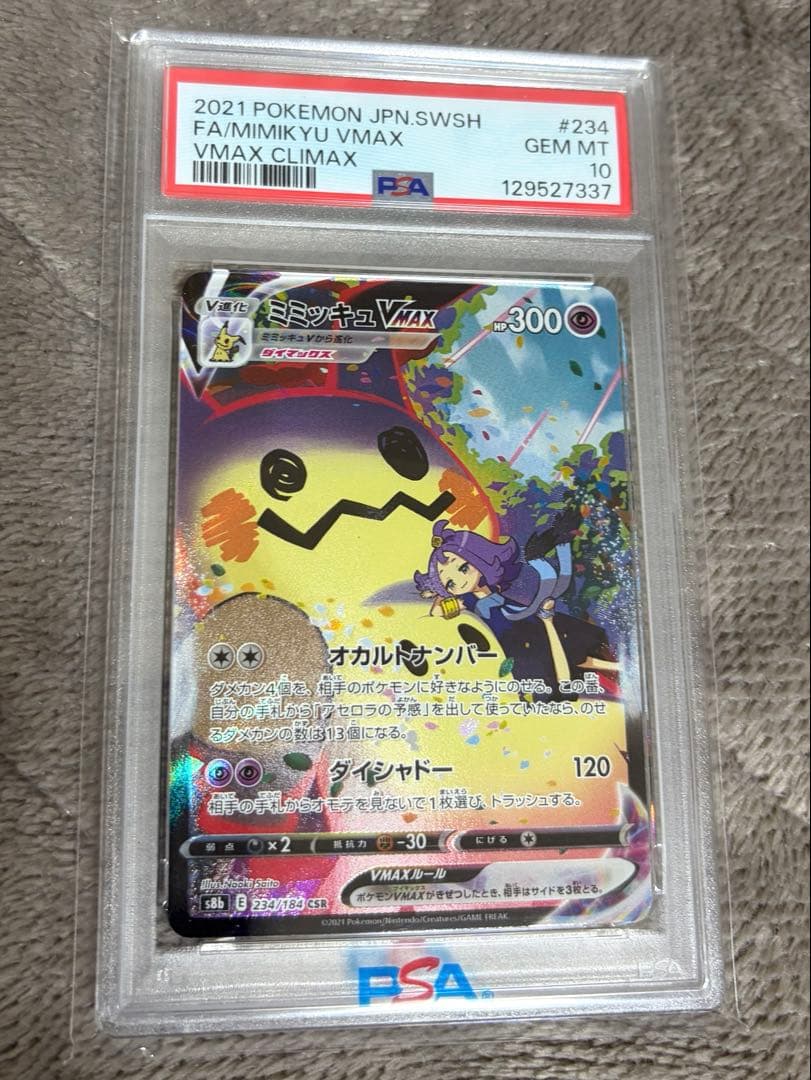 2021 POKEMON JPN.SWSH #234
FA/MIMIKYU VMAX GEM MT
VMAX CLIMAX 10
PSA 129527337
V進化 ミミッキュVMAX HP300
ミミッキュVから進化
ダイマックス
オカルトナンバー
ダメカン4個を、相手のポケモンに好きなようにのせる。この番、
自分の手札から「アセロラの予感」を出して使っていたなら、のせ
るダメカンの数は13個になる。
ダイシャドー 120
相手の手札からオモテを見ないで1枚選び、トラッシュする。
弱点 ×2 抵抗力 -30 にげる
VMAXルール
ポケモンVMAXがきぜつしたとき、相手はサイドを3枚とる。
Illus. Naoki Saito
s8b E 234/184 CSR
©2021 Pokémon/Nintendo/Creatures/GAME FREAK
PSA